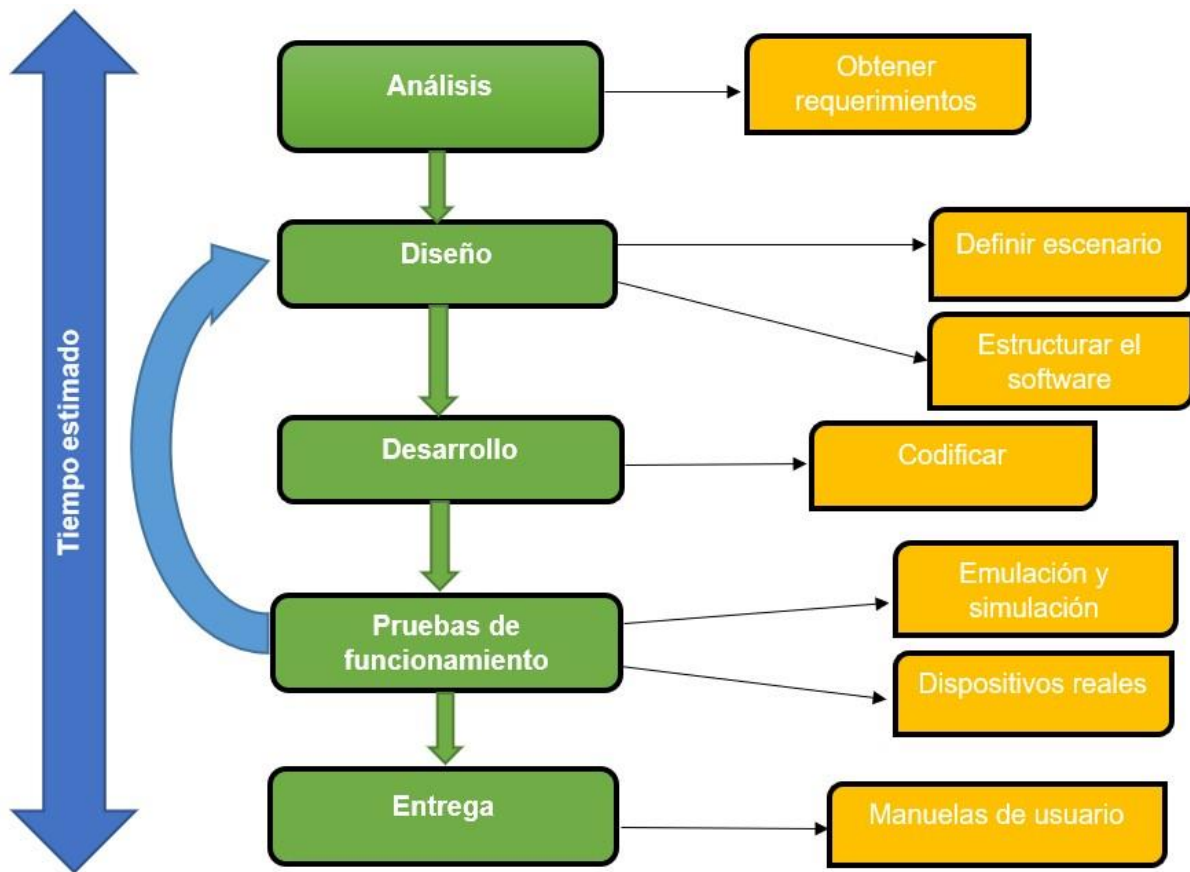 Análisis
Obtener
requerimientos
Diseño
Definir escenario
Estructurar el
software
Tiempo estimado
Desarrollo
Codificar
Pruebas de
funcionamiento
Emulación y
simulación
Dispositivos reales
Entrega
Manuelas de usuario